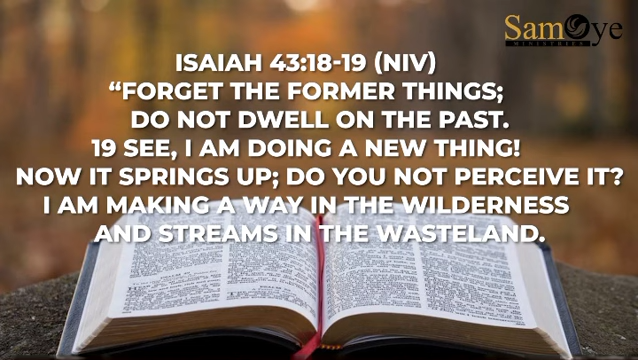 SamOye
MINISTRIES
ISAIAH 43:18-19 (NIV)
“FORGET THE FORMER THINGS;
DO NOT DWELL ON THE PAST.
19 SEE, I AM DOING A NEW THING!
NOW IT SPRINGS UP; DO YOU NOT PERCEIVE IT?
I AM MAKING A WAY IN THE WILDERNESS
AND STREAMS IN THE WASTELAND.